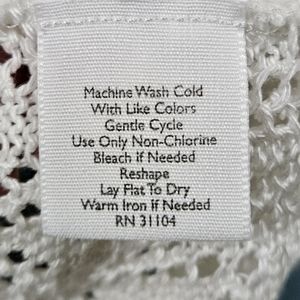 Machine Wash Cold
With Like Colors
Gentle Cycle
Use Only Non-Chlorine
Bleach if Needed
Reshape
Lay Flat To Dry
Warm Iron if Needed
RN 31104